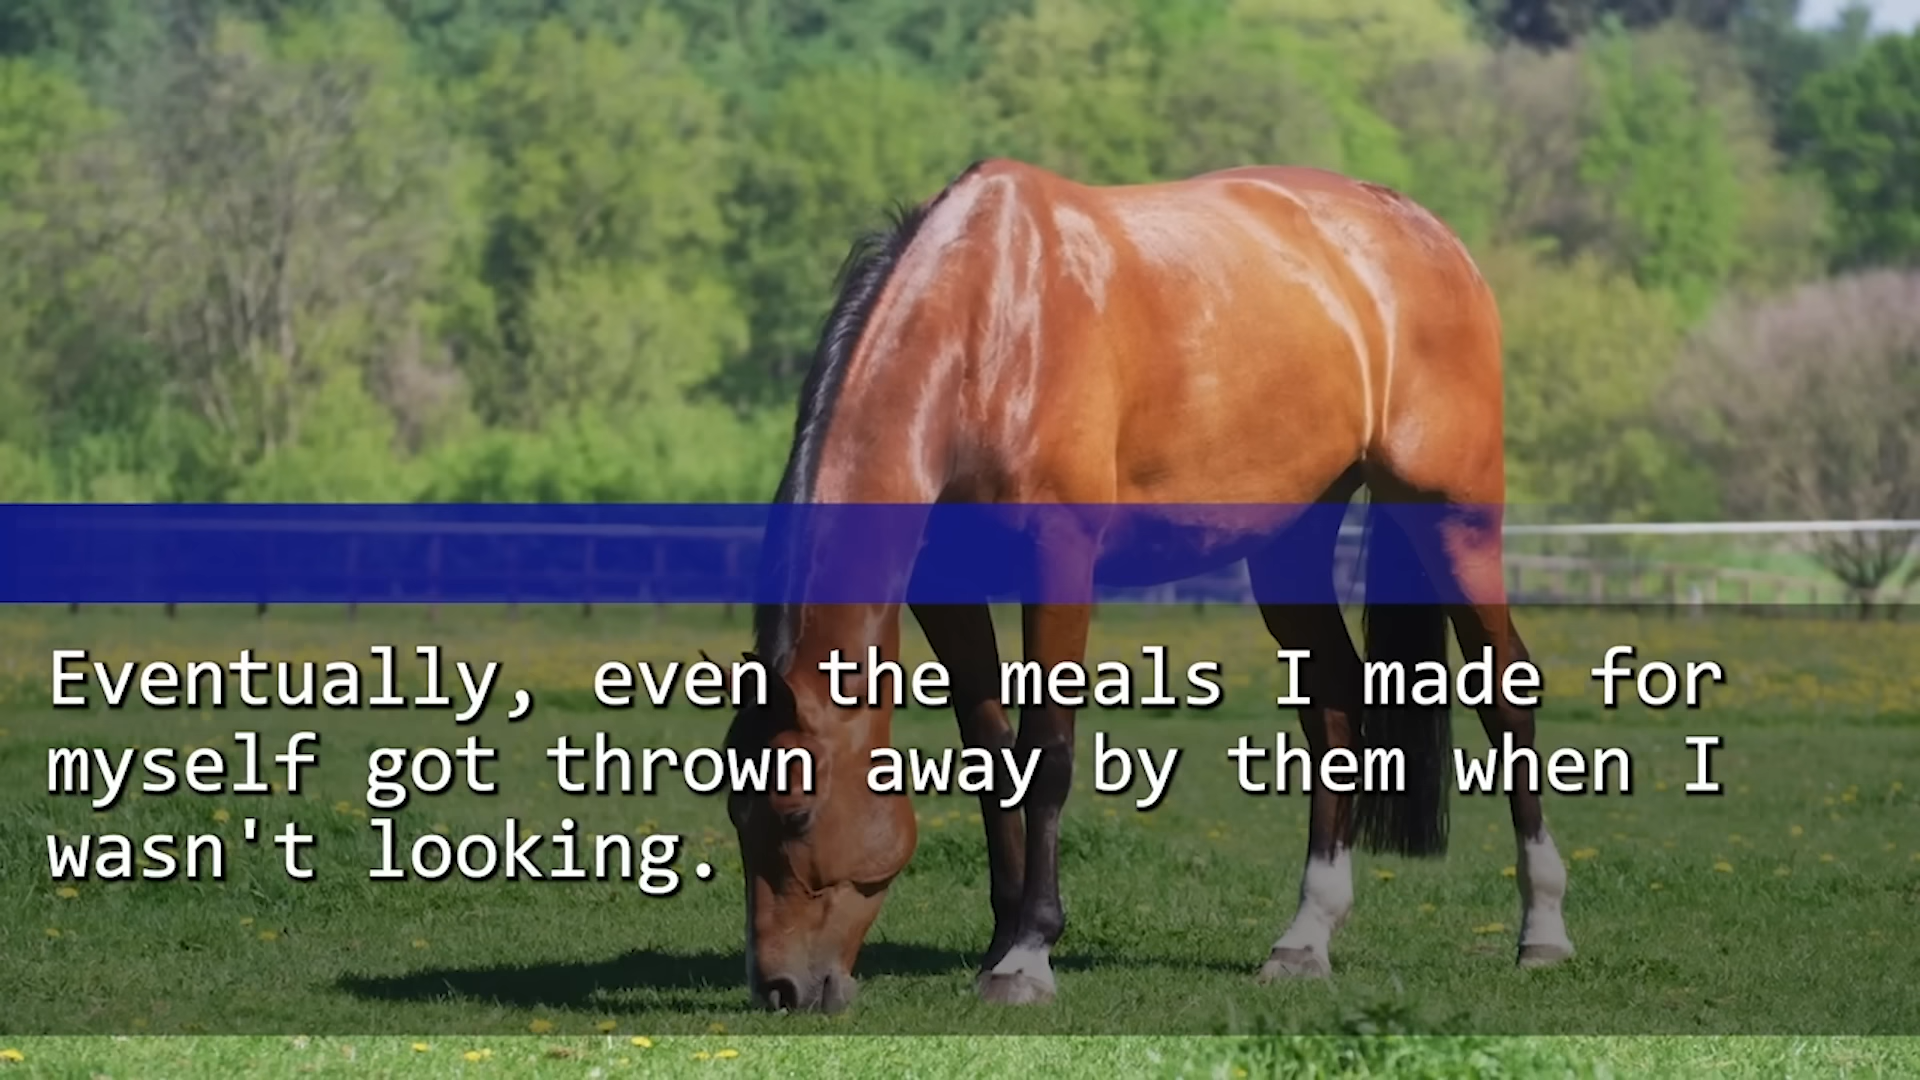 Eventually, even the meals I made for
myself got thrown away by them when I
wasn't looking.